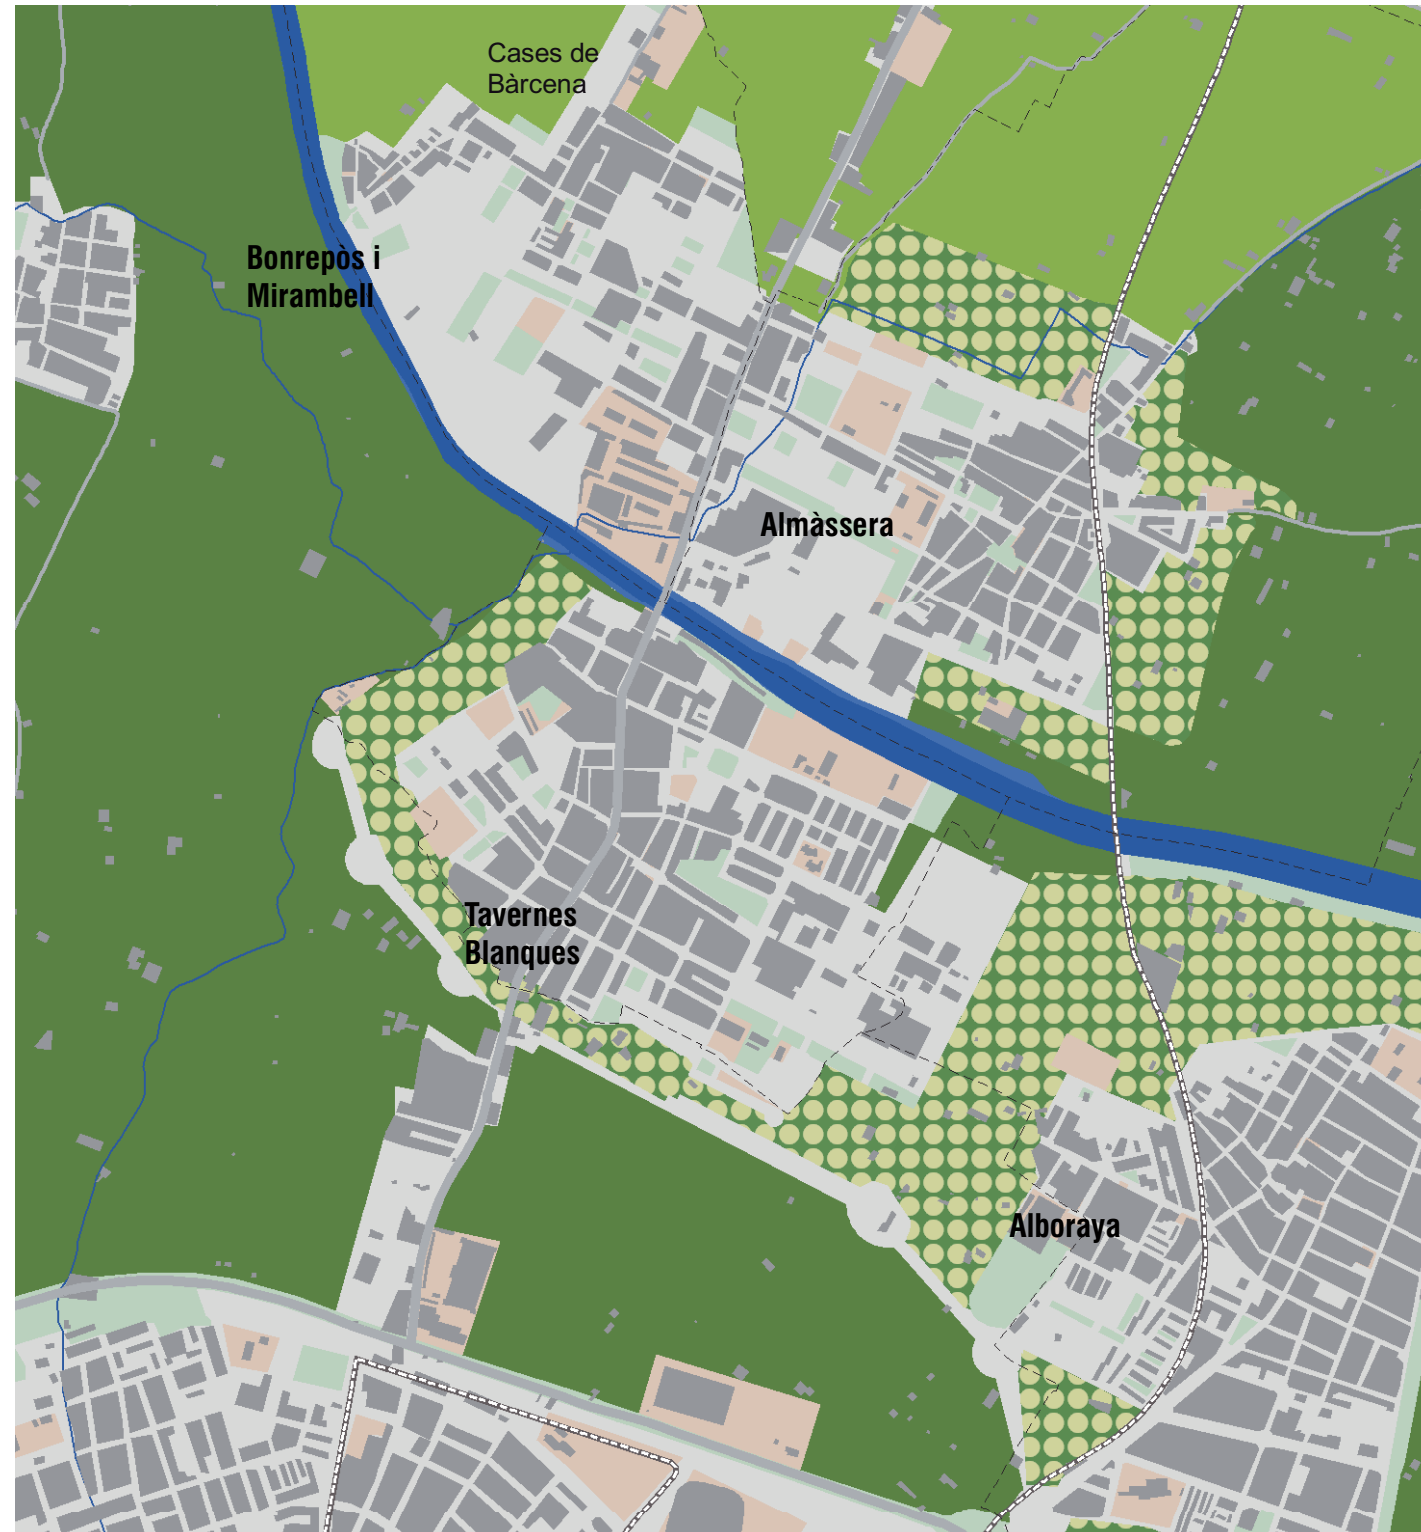 Cases de
Bàrcena
Bonrepòs i
Mirambell
Almàssera
Tavernes
Blanques
Alboraya